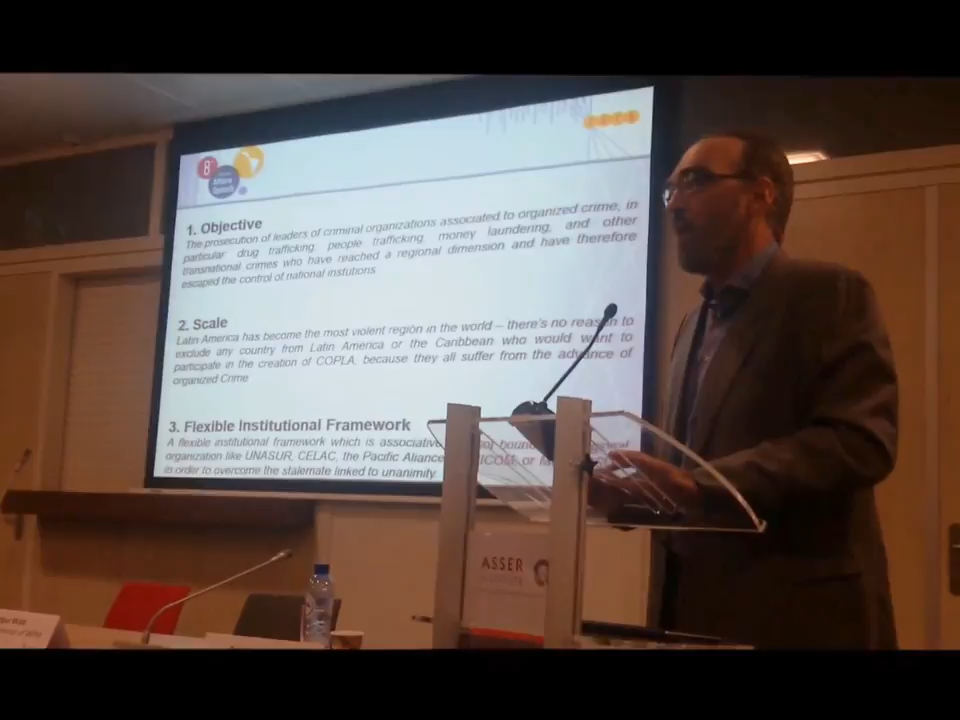 8
1. Objective
The prosecution of leaders of criminal organizations associated to organized crime, in
particular drug trafficking, people trafficking, money laundering, and other
transnational crimes who have reached a regional dimension and have therefore
escaped the control of national instiutions
2. Scale
Latin America has become the most violent region in the world – there's no reason to
exclude any country from Latin America or the Caribbean who would want to
participate in the creation of COPLA, because they all suffer from the advance of
organized Crime
3. Flexible Institutional Framework
A flexible institutional framework which is associative
organization like UNASUR, CELAC, the Pacific Alliance or
is order to overcome the stalemate linked to unanimity
ASSER
INSTITUTE